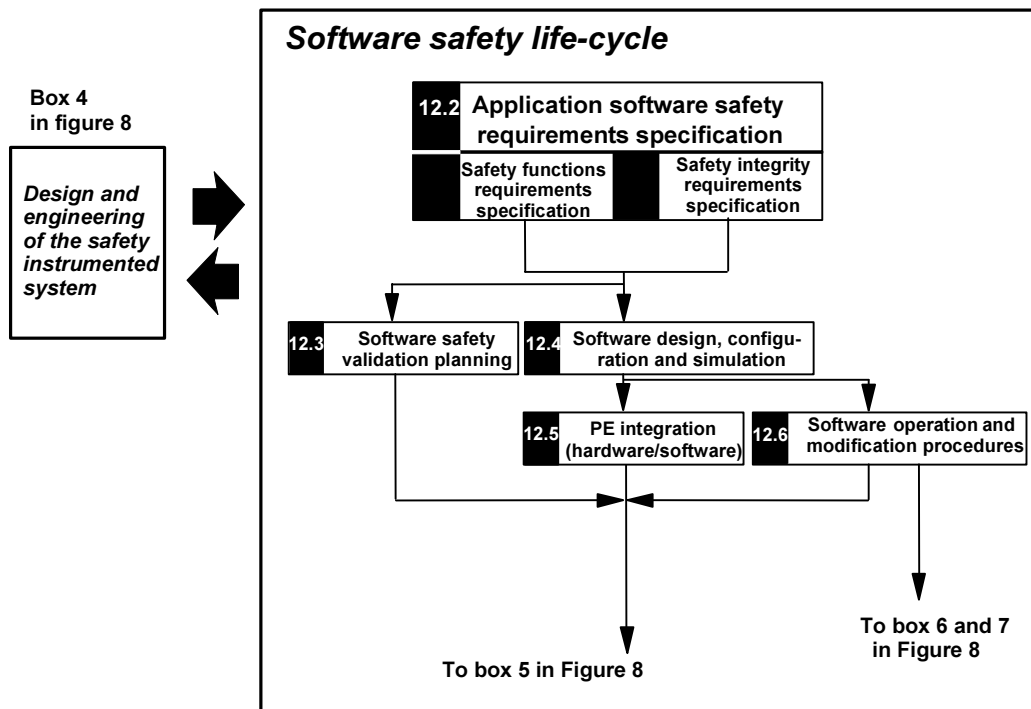 Software safety life-cycle
Box 4
in figure 8
Design and
engineering
of the safety
instrumented
system
12.2
Application software safety
requirements specification
Safety functions
requirements
specification
Safety integrity
requirements
specification
12.3
Software safety
validation planning
12.4
Software design, configu-
ration and simulation
12.5
PE integration
(hardware/software)
12.6
Software operation and
modification procedures
To box 5 in Figure 8
To box 6 and 7
in Figure 8